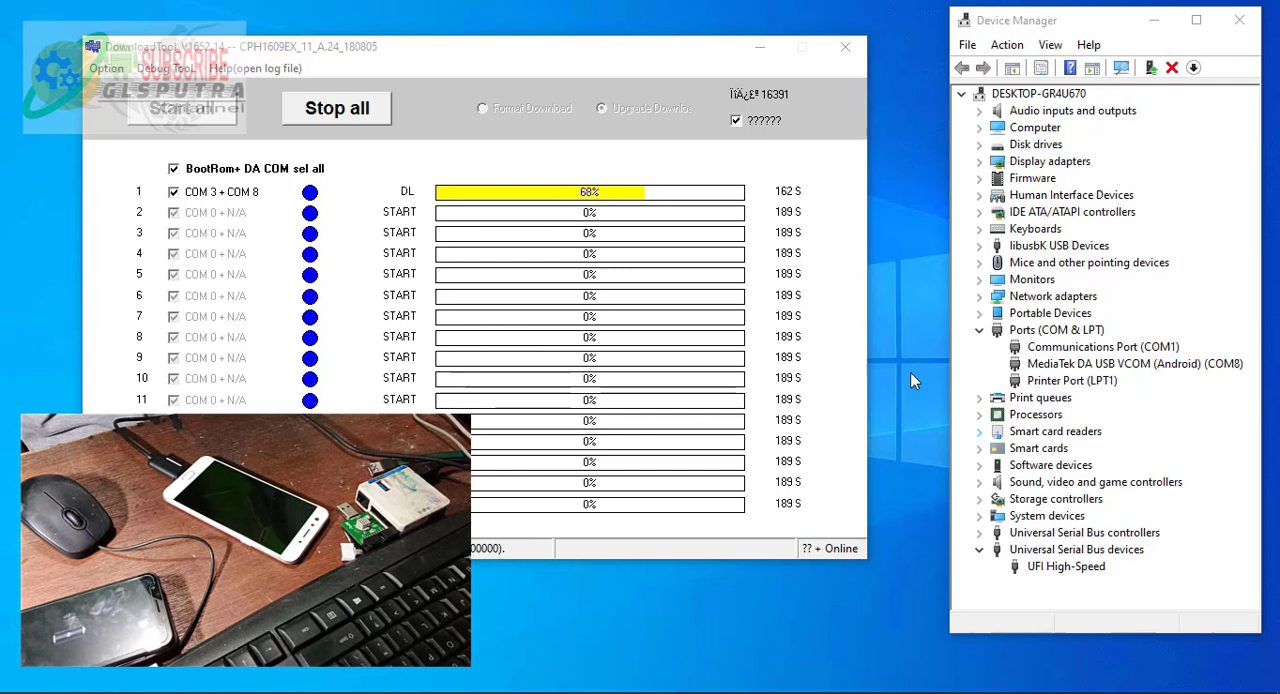 DownloadTool V1652.14 -- CPH1609EX_11_A.24_180805
Option Debug Tool Help(open log file)
SUBSCRIBE
GLSPUTRA
Channel
Start all
Stop all
Format Download
Upgrade Downloa
ÏîÄ¿£º 16391
??????
BootRom+ DA COM sel all
1 COM 3 + COM 8 DL 68% 162 S
2 COM 0 + N/A START 0% 189 S
3 COM 0 + N/A START 0% 189 S
4 COM 0 + N/A START 0% 189 S
5 COM 0 + N/A START 0% 189 S
6 COM 0 + N/A START 0% 189 S
7 COM 0 + N/A START 0% 189 S
8 COM 0 + N/A START 0% 189 S
9 COM 0 + N/A START 0% 189 S
10 COM 0 + N/A START 0% 189 S
11 COM 0 + N/A START 0% 189 S
0% 189 S
0% 189 S
0% 189 S
0% 189 S
0% 189 S
00000).
?? + Online
Device Manager
File Action View Help
DESKTOP-GR4U670
Audio inputs and outputs
Computer
Disk drives
Display adapters
Firmware
Human Interface Devices
IDE ATA/ATAPI controllers
Keyboards
libusbK USB Devices
Mice and other pointing devices
Monitors
Network adapters
Portable Devices
Ports (COM & LPT)
Communications Port (COM1)
MediaTek DA USB VCOM (Android) (COM8)
Printer Port (LPT1)
Print queues
Processors
Smart card readers
Smart cards
Software devices
Sound, video and game controllers
Storage controllers
System devices
Universal Serial Bus controllers
Universal Serial Bus devices
UFI High-Speed